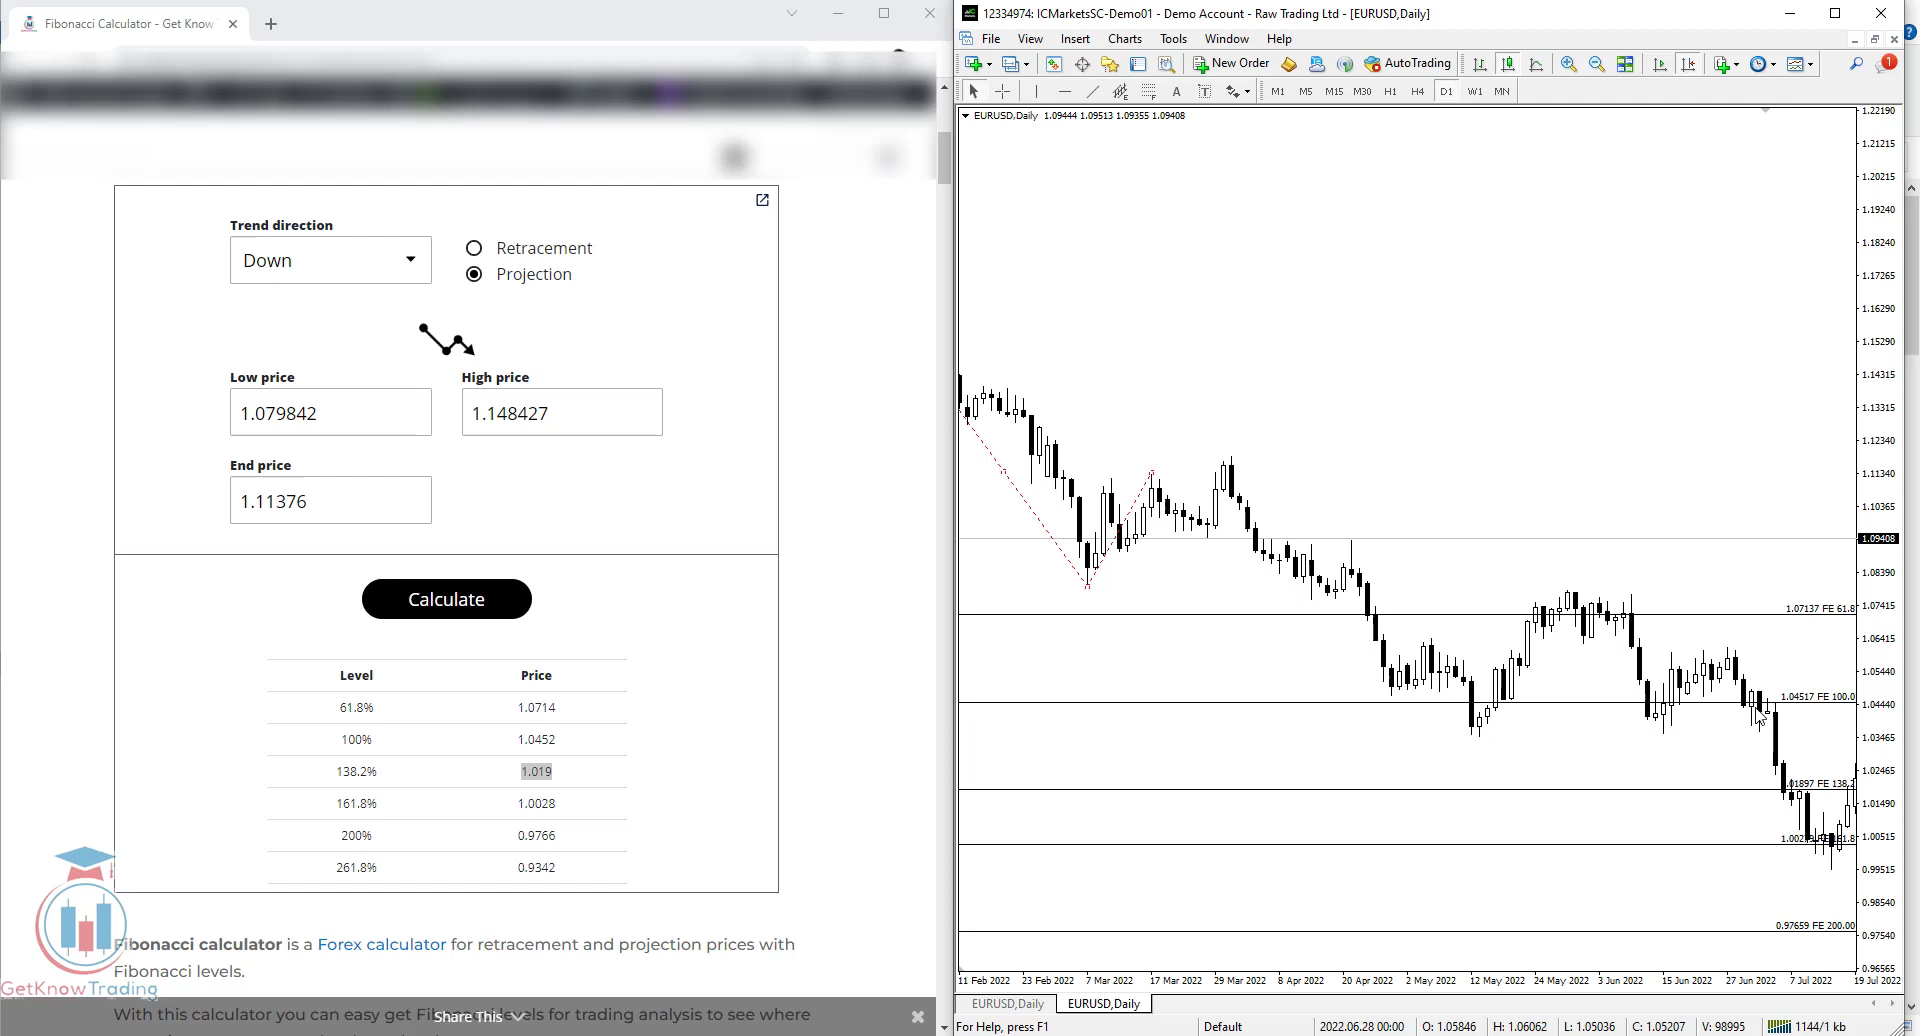 Fibonacci Calculator - Get Know
12334974: ICMarketsSC-Demo01 - Demo Account - Raw Trading Ltd - [EURUSD,Daily]
File View Insert Charts Tools Window Help
New Order AutoTrading 1
A T M1 M5 M15 M30 H1 H4 D1 W1 MN
Trend direction
Down
Retracement
Projection
Low price High price
1.079842 1.148427
End price
1.11376
Calculate
Level Price
61.8% 1.0714
100% 1.0452
138.2% 1.019
161.8% 1.0028
200% 0.9766
261.8% 0.9342
Fibonacci calculator is a Forex calculator for retracement and projection prices with
Fibonacci levels.
GetKnowTrading
Share This
EURUSD,Daily 1.09444 1.09513 1.09355 1.09408
1.22190
1.21215
1.20215
1.19240
1.18240
1.17265
1.16290
1.15290
1.14315
1.13315
1.12340
1.11340
1.10365
1.09408
1.08390
1.07415
1.06415
1.05440
1.04440
1.03465
1.02465
1.01490
1.00515
0.99515
0.98540
0.97540
0.96565
1.07137 FE 61.8
1.04517 FE 100.0
.01897 FE 138.2
0.97659 FE 200.00
11 Feb 2022 23 Feb 2022 7 Mar 2022 17 Mar 2022 29 Mar 2022 8 Apr 2022 20 Apr 2022 2 May 2022 12 May 2022 24 May 2022 3 Jun 2022 15 Jun 2022 27 Jun 2022 7 Jul 2022 19 Jul 2022
EURUSD,Daily EURUSD,Daily
For Help, press F1 Default 2022.06.28 00:00 O: 1.05846 H: 1.06062 L: 1.05036 C: 1.05207 V: 98995 1144/1 kb